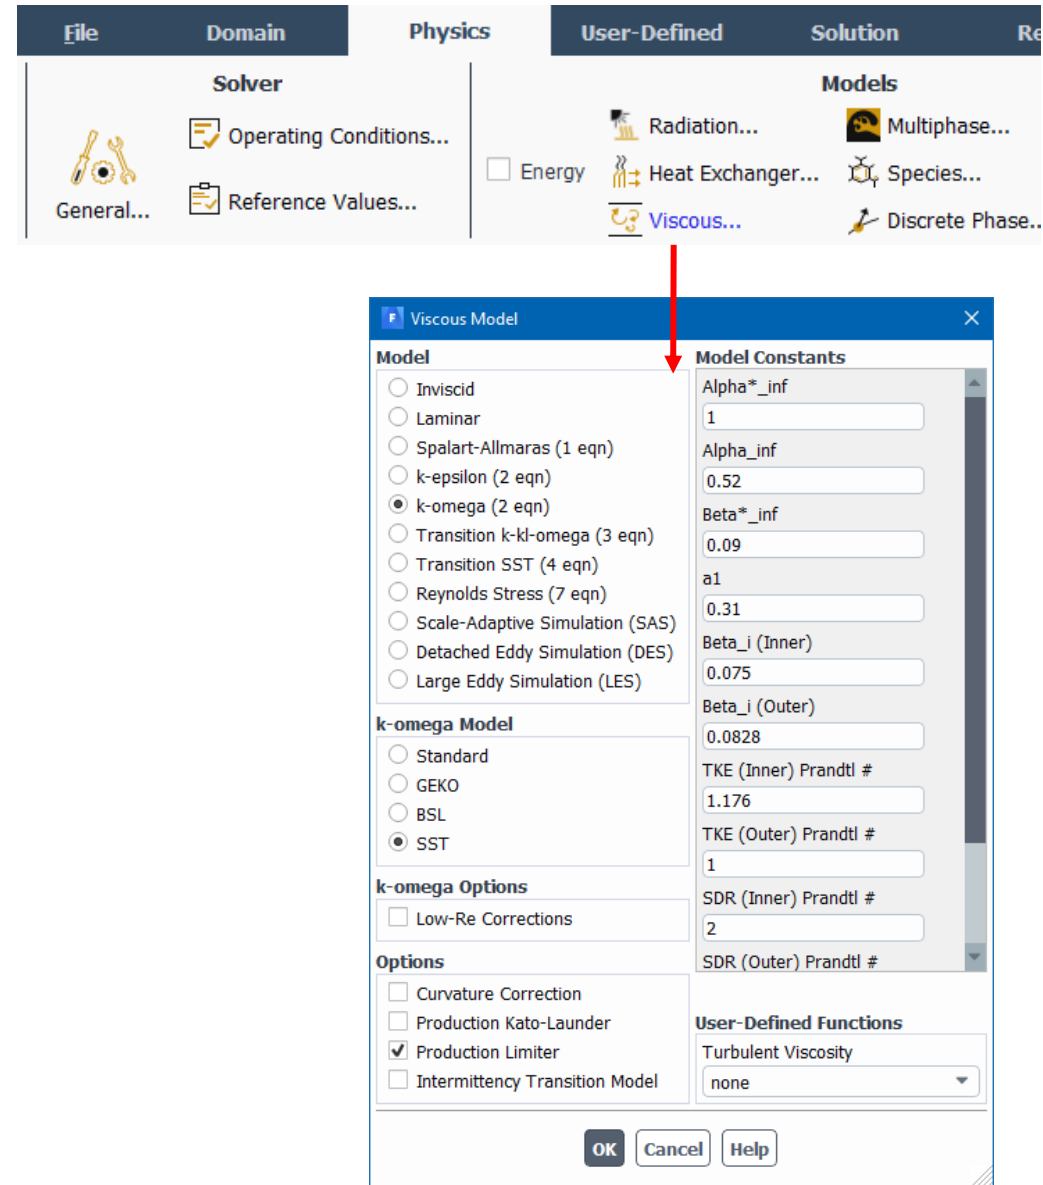 File Domain Physics User-Defined Solution Re
Solver
Operating Conditions...
Reference Values...
General...
Models
Energy
Radiation...
Heat Exchanger...
Viscous...
Multiphase...
Species...
Discrete Phase..
F Viscous Model
Model
Inviscid
Laminar
Spalart-Allmaras (1 eqn)
k-epsilon (2 eqn)
k-omega (2 eqn)
Transition k-kl-omega (3 eqn)
Transition SST (4 eqn)
Reynolds Stress (7 eqn)
Scale-Adaptive Simulation (SAS)
Detached Eddy Simulation (DES)
Large Eddy Simulation (LES)
k-omega Model
Standard
GEKO
BSL
SST
k-omega Options
Low-Re Corrections
Options
Curvature Correction
Production Kato-Launder
Production Limiter
Intermittency Transition Model
Model Constants
Alpha*_inf
1
Alpha_inf
0.52
Beta*_inf
0.09
a1
0.31
Beta_i (Inner)
0.075
Beta_i (Outer)
0.0828
TKE (Inner) Prandtl #
1.176
TKE (Outer) Prandtl #
1
SDR (Inner) Prandtl #
2
SDR (Outer) Prandtl #
User-Defined Functions
Turbulent Viscosity
none
OK Cancel Help